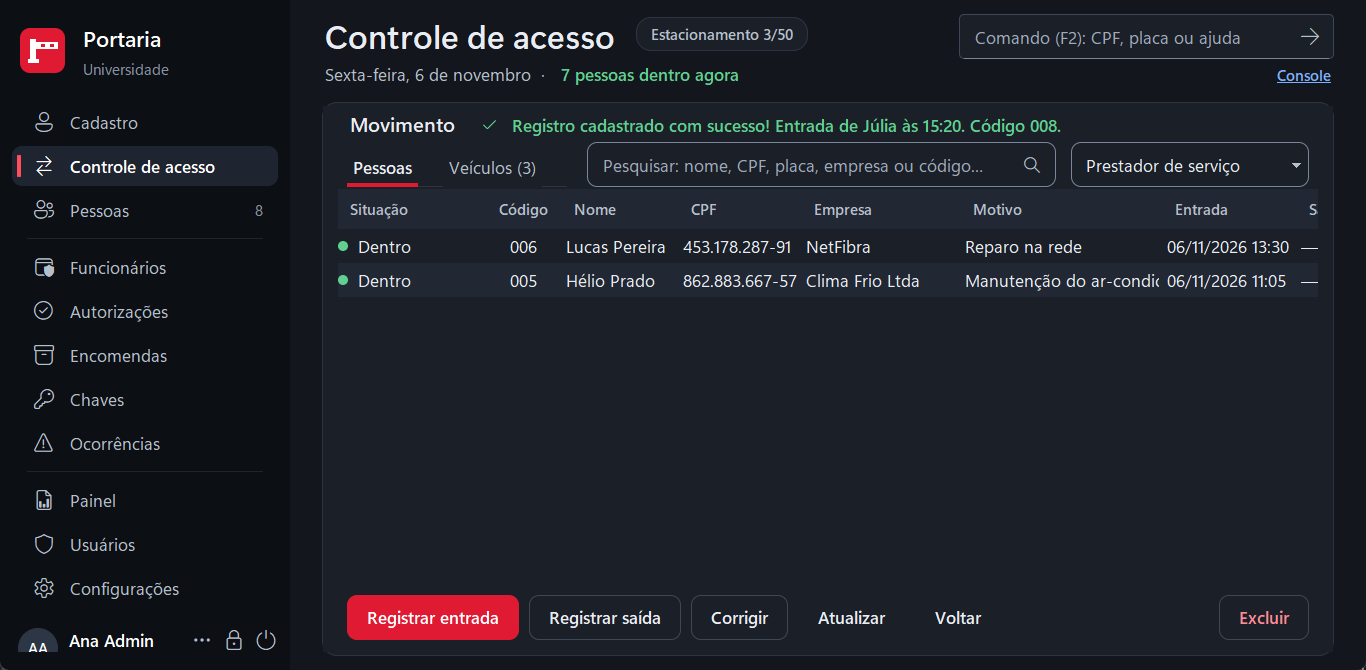 Portaria
Universidade
Cadastro
Controle de acesso
Pessoas 8
Funcionários
Autorizações
Encomendas
Chaves
Ocorrências
Painel
Usuários
Configurações
AA Ana Admin ...
Controle de acesso
Estacionamento 3/50
Sexta-feira, 6 de novembro · 7 pessoas dentro agora
Comando (F2): CPF, placa ou ajuda
Console
Movimento
Registro cadastrado com sucesso! Entrada de Júlia às 15:20. Código 008.
Pessoas Veículos (3)
Pesquisar: nome, CPF, placa, empresa ou código...
Prestador de serviço
Situação Código Nome CPF Empresa Motivo Entrada
Dentro 006 Lucas Pereira 453.178.287-91 NetFibra Reparo na rede 06/11/2026 13:30 —
Dentro 005 Hélio Prado 862.883.667-57 Clima Frio Ltda Manutenção do ar-condic 06/11/2026 11:05 —
Registrar entrada Registrar saída Corrigir Atualizar Voltar Excluir